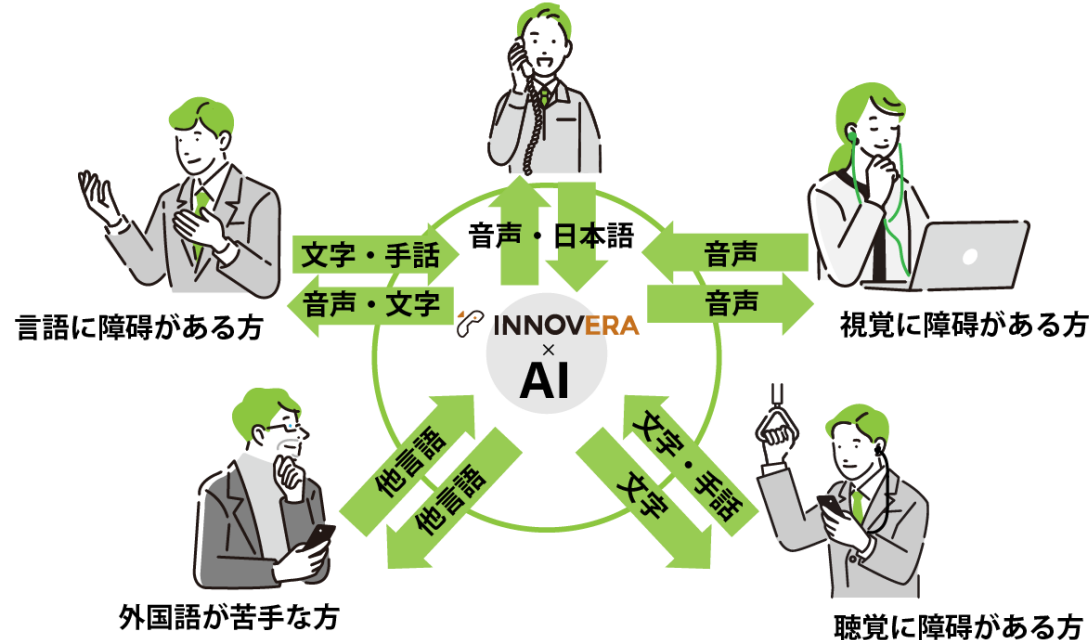 音声・日本語
文字・手話
音声・文字
言語に障碍がある方
音声
音声
視覚に障碍がある方
INNOVERA
×
AI
他言語
他言語
外国語が苦手な方
文字・手話
文字
聴覚に障碍がある方